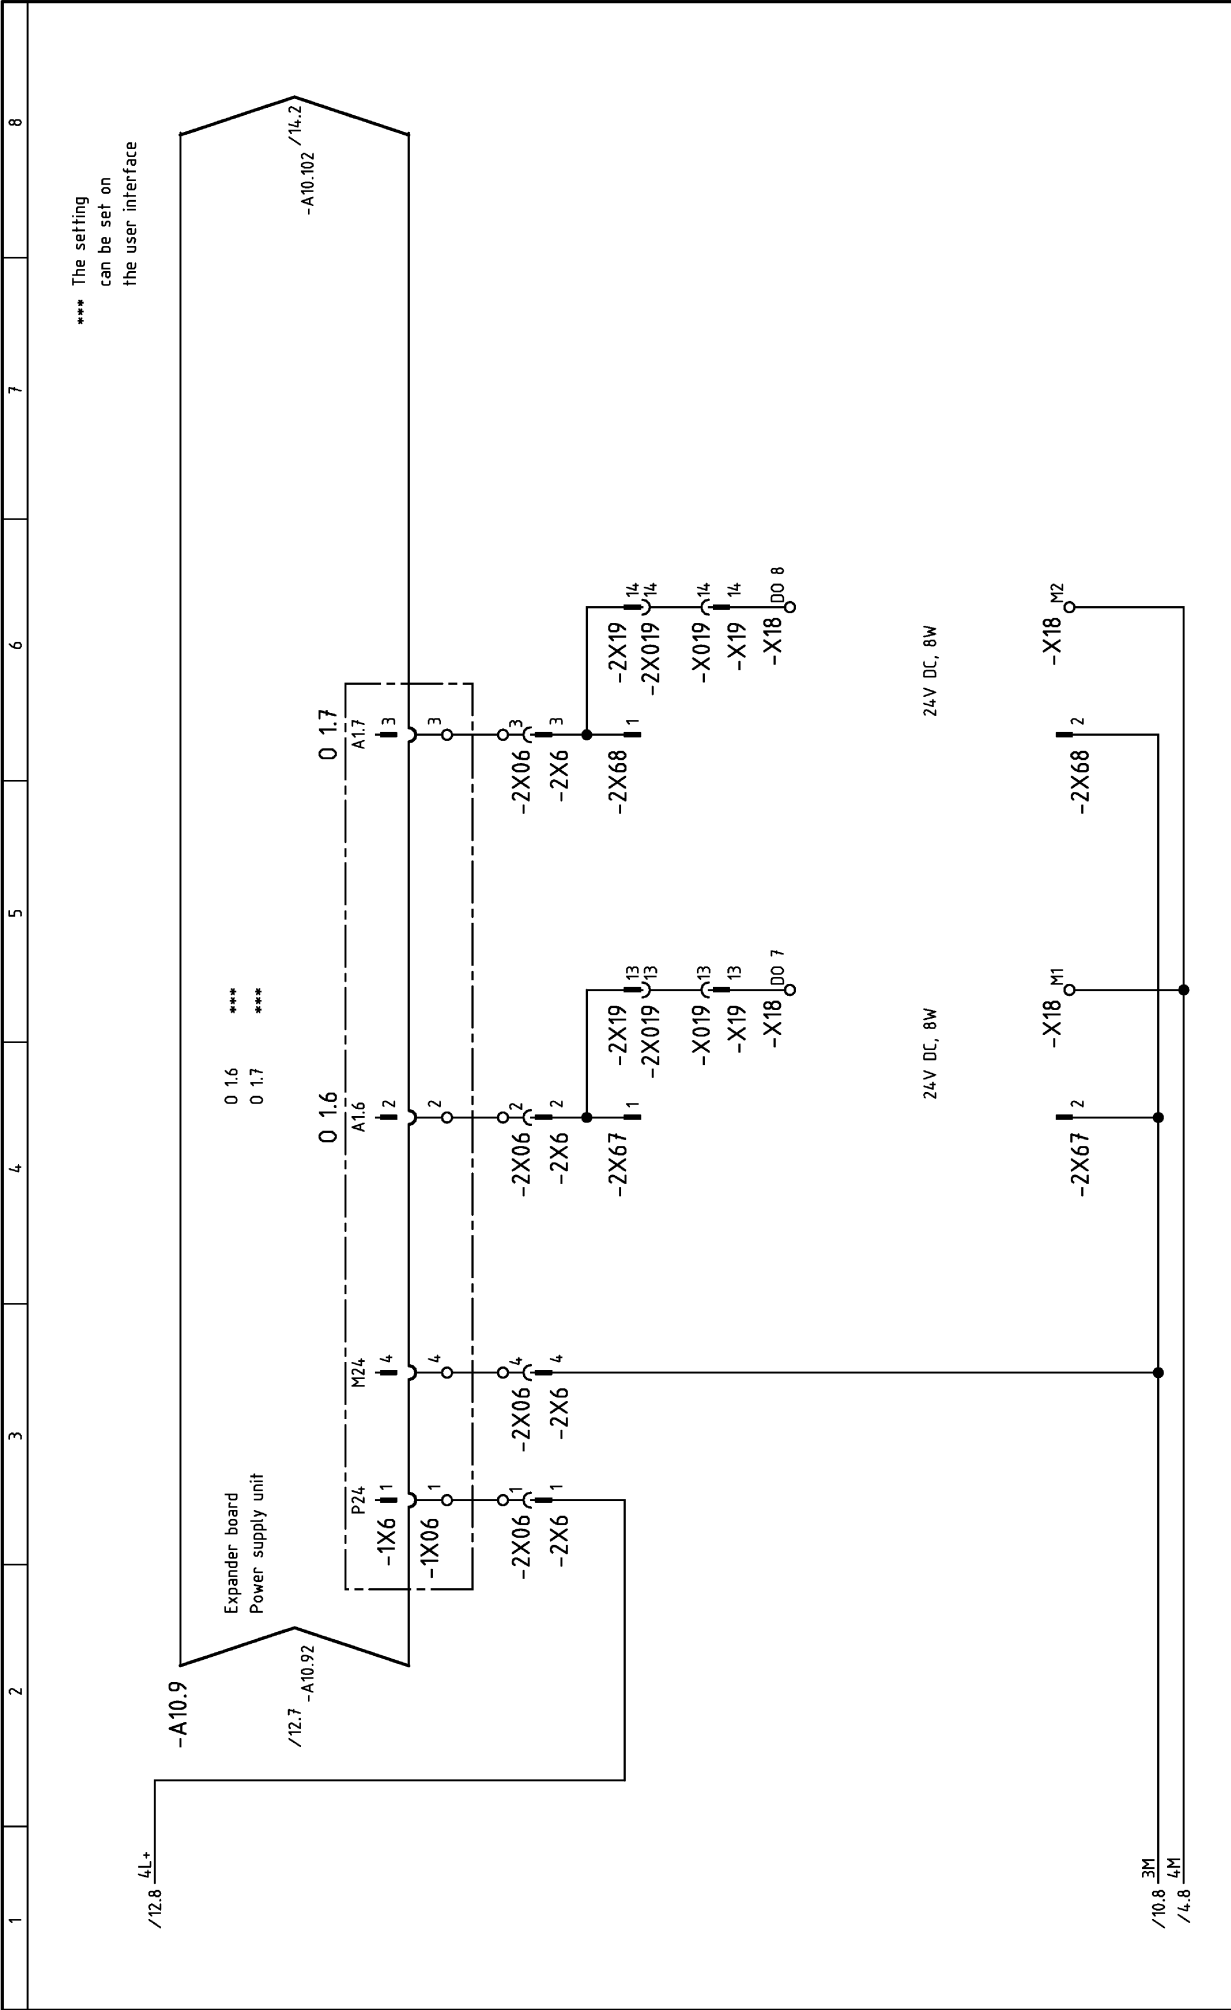 1
2
3
4
5
6
7
8
*** The setting
can be set on
the user interface
/12.8 4L+
-A10.9
/12.7 -A10.92
-A10.102 /14.2
Expander board
Power supply unit
O 1.6 ***
O 1.7 ***
O 1.6
O 1.7
P24
M24
A1.6
A1.7
-1X6 1
4
2
3
-1X06 1
4
2
3
-2X06 1
-2X06 4
-2X06 2
-2X06 3
-2X6 1
-2X6 4
-2X6 2
-2X6 3
-2X67 1
-2X19 13
-2X019 13
-X019 13
-X19 13
-X18 DO 7
-2X68 1
-2X19 14
-2X019 14
-X019 14
-X19 14
-X18 DO 8
24V DC, 8W
24V DC, 8W
-X18 M1
-X18 M2
-2X67 2
-2X68 2
/10.8 3M
/4.8 4M